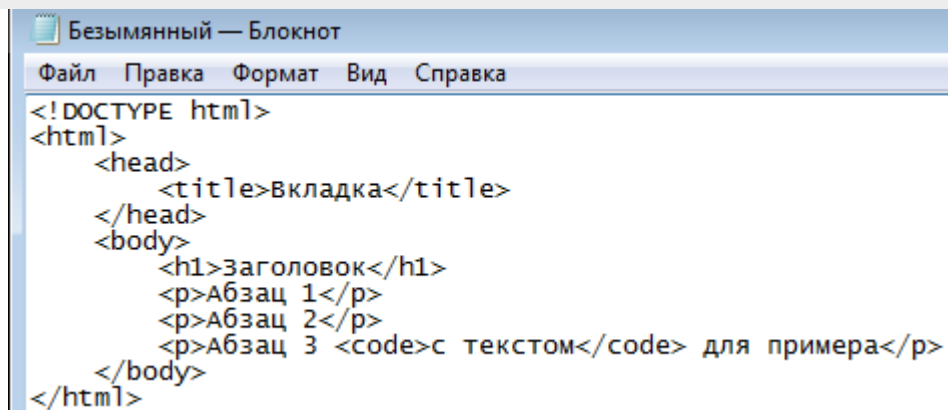 Безымянный — Блокнот
Файл Правка Формат Вид Справка
<!DOCTYPE html>
<html>
    <head>
        <title>Вкладка</title>
    </head>
    <body>
        <h1>Заголовок</h1>
        <p>Абзац 1</p>
        <p>Абзац 2</p>
        <p>Абзац 3 <code>с текстом</code> для примера</p>
    </body>
</html>